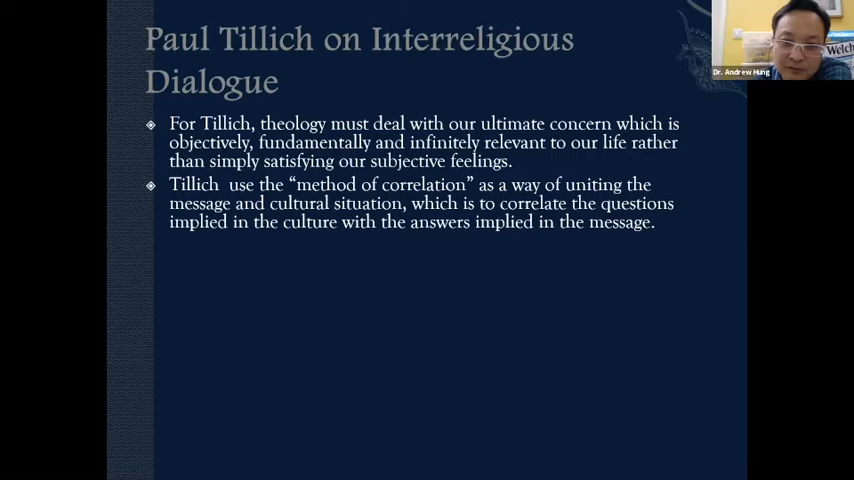 Paul Tillich on Interreligious
Dialogue
Dr. Andrew Hung
Welch
For Tillich, theology must deal with our ultimate concern which is
objectively, fundamentally and infinitely relevant to our life rather
than simply satisfying our subjective feelings.
Tillich use the “method of correlation” as a way of uniting the
message and cultural situation, which is to correlate the questions
implied in the culture with the answers implied in the message.